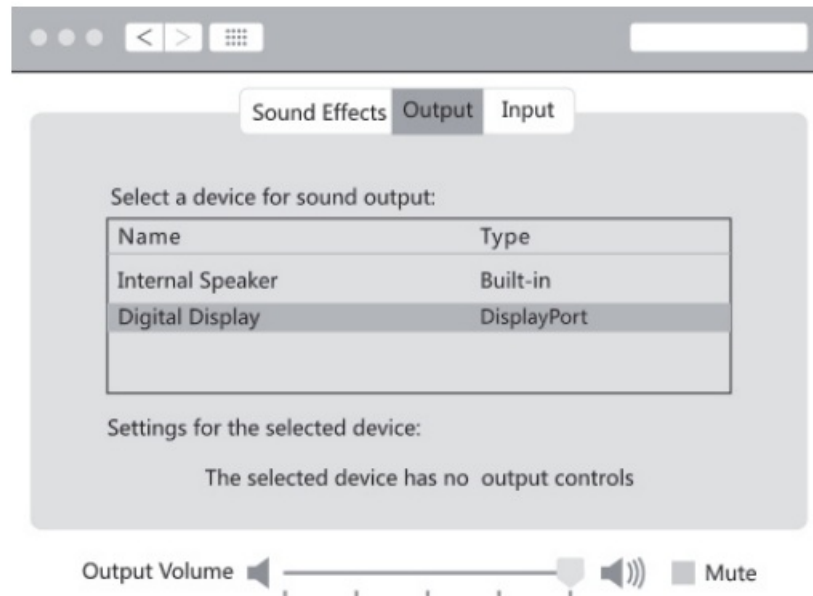 Sound Effects Output Input
Select a device for sound output:
Name Type
Internal Speaker Built-in
Digital Display DisplayPort
Settings for the selected device:
The selected device has no output controls
Output Volume Mute